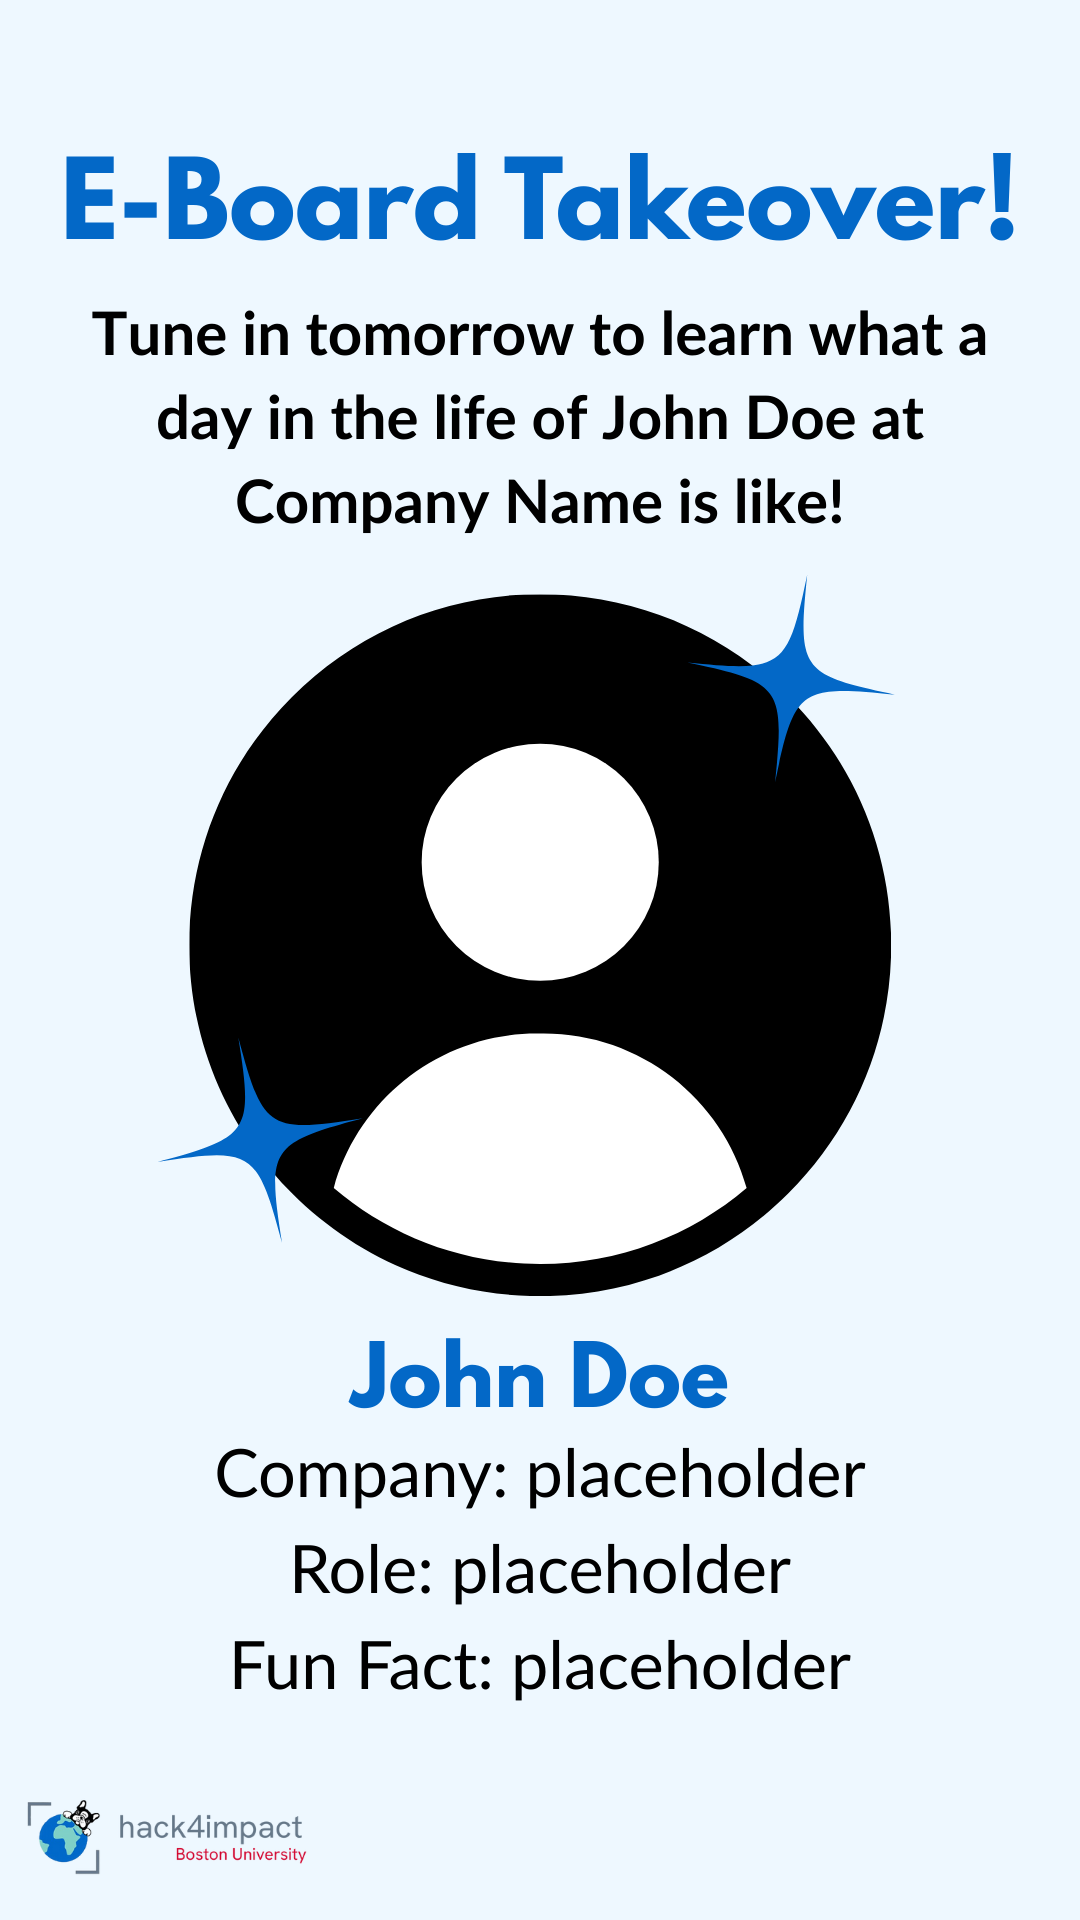 E-Board Takeover!
Tune in tomorrow to learn what a
day in the life of John Doe at
Company Name is like!
John Doe
Company: placeholder
Role: placeholder
Fun Fact: placeholder
hack4impact
Boston University